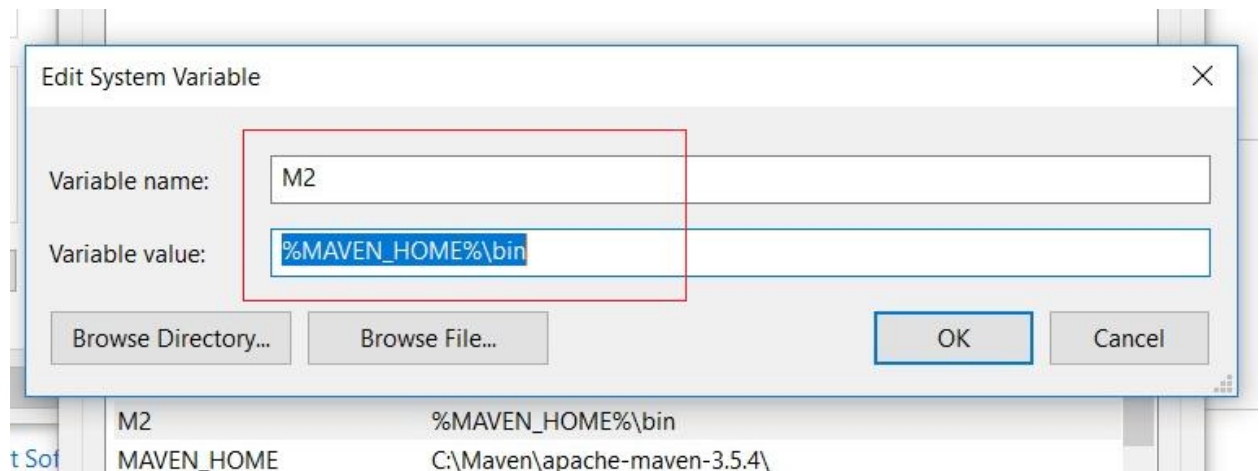 Edit System Variable
Variable name:
M2
Variable value:
%MAVEN_HOME%\bin
Browse Directory...
Browse File...
OK
Cancel
M2
%MAVEN_HOME%\bin
t Sof
MAVEN_HOME
C:\Maven\apache-maven-3.5.4\